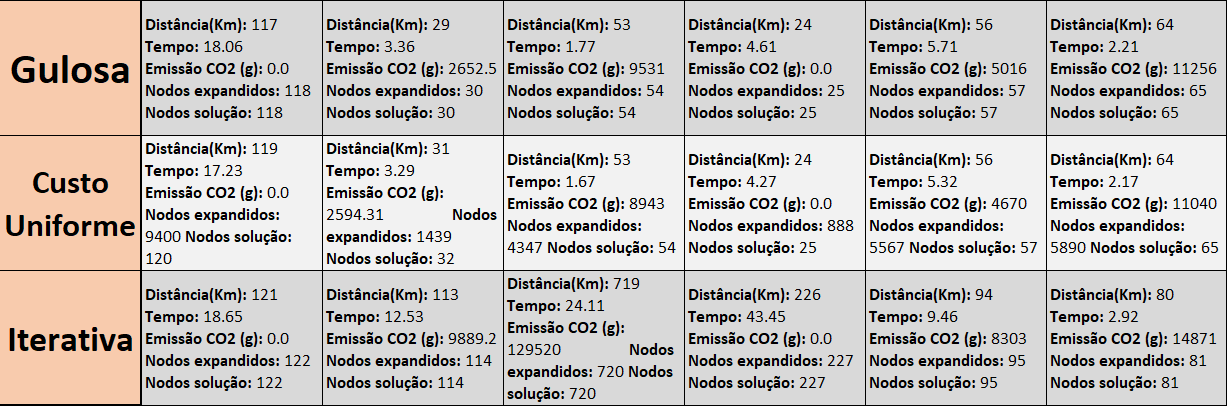 Gulosa
Distância(Km): 117
Tempo: 18.06
Emissão CO2 (g): 0.0
Nodos expandidos: 118
Nodos solução: 118
Distância(Km): 29
Tempo: 3.36
Emissão CO2 (g): 2652.5
Nodos expandidos: 30
Nodos solução: 30
Distância(Km): 53
Tempo: 1.77
Emissão CO2 (g): 9531
Nodos expandidos: 54
Nodos solução: 54
Distância(Km): 24
Tempo: 4.61
Emissão CO2 (g): 0.0
Nodos expandidos: 25
Nodos solução: 25
Distância(Km): 56
Tempo: 5.71
Emissão CO2 (g): 5016
Nodos expandidos: 57
Nodos solução: 57
Distância(Km): 64
Tempo: 2.21
Emissão CO2 (g): 11256
Nodos expandidos: 65
Nodos solução: 65
Custo
Uniforme
Distância(Km): 119
Tempo: 17.23
Emissão CO2 (g): 0.0
Nodos expandidos:
9400 Nodos solução:
120
Distância(Km): 31
Tempo: 3.29
Emissão CO2 (g):
2594.31 Nodos
expandidos: 1439
Nodos solução: 32
Distância(Km): 53
Tempo: 1.67
Emissão CO2 (g): 8943
Nodos expandidos:
4347 Nodos solução: 54
Distância(Km): 24
Tempo: 4.27
Emissão CO2 (g): 0.0
Nodos expandidos: 888
Nodos solução: 25
Distância(Km): 56
Tempo: 5.32
Emissão CO2 (g): 4670
Nodos expandidos:
5567 Nodos solução: 57
Distância(Km): 64
Tempo: 2.17
Emissão CO2 (g): 11040
Nodos expandidos:
5890 Nodos solução: 65
Iterativa
Distância(Km): 121
Tempo: 18.65
Emissão CO2 (g): 0.0
Nodos expandidos: 122
Nodos solução: 122
Distância(Km): 113
Tempo: 12.53
Emissão CO2 (g): 9889.2
Nodos expandidos: 114
Nodos solução: 114
Distância(Km): 719
Tempo: 24.11
Emissão CO2 (g):
129520 Nodos
expandidos: 720 Nodos
solução: 720
Distância(Km): 226
Tempo: 43.45
Emissão CO2 (g): 0.0
Nodos expandidos: 227
Nodos solução: 227
Distância(Km): 94
Tempo: 9.46
Emissão CO2 (g): 8303
Nodos expandidos: 95
Nodos solução: 95
Distância(Km): 80
Tempo: 2.92
Emissão CO2 (g): 14871
Nodos expandidos: 81
Nodos solução: 81